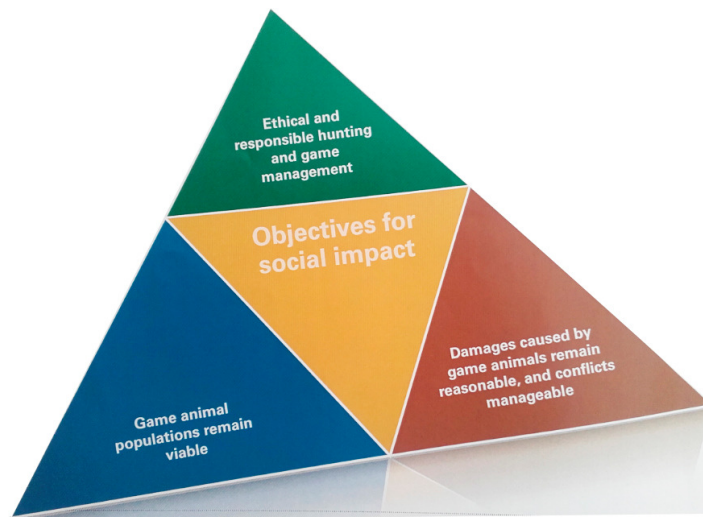 Ethical and
responsible hunting
and game
management
Objectives for
social impact
Damages caused by
game animals remain
reasonable, and conflicts
manageable
Game animal
populations remain
viable